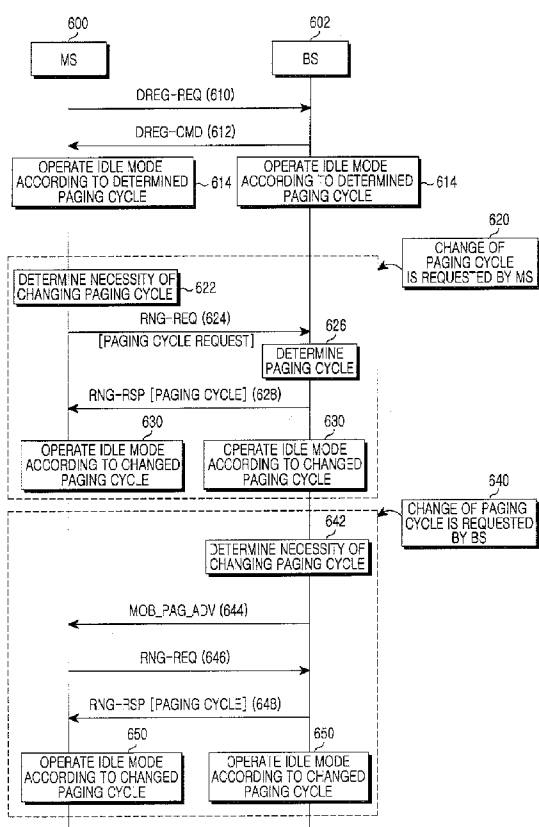 600
602
MS
BS
DREG-REQ (610)
DREG-CMD (612)
OPERATE IDLE MODE
ACCORDING TO DETERMINED
PAGING CYCLE
614
OPERATE IDLE MODE
ACCORDING TO DETERMINED
PAGING CYCLE
614
620
CHANGE OF
PAGING CYCLE
IS REQUESTED BY MS
DETERMINE NECESSITY OF
CHANGING PAGING CYCLE
622
RNG-REQ (624)
[PAGING CYCLE REQUEST]
626
DETERMINE
PAGING CYCLE
RNG-RSP [PAGING CYCLE] (628)
630
OPERATE IDLE MODE
ACCORDING TO CHANGED
PAGING CYCLE
630
OPERATE IDLE MODE
ACCORDING TO CHANGED
PAGING CYCLE
640
CHANGE OF PAGING
CYCLE IS REQUESTED
BY BS
642
DETERMINE NECESSITY OF
CHANGING PAGING CYCLE
MOB_PAG_ADV (644)
RNG-REQ (646)
RNG-RSP [PAGING CYCLE] (648)
650
OPERATE IDLE MODE
ACCORDING TO CHANGED
PAGING CYCLE
650
OPERATE IDLE MODE
ACCORDING TO CHANGED
PAGING CYCLE